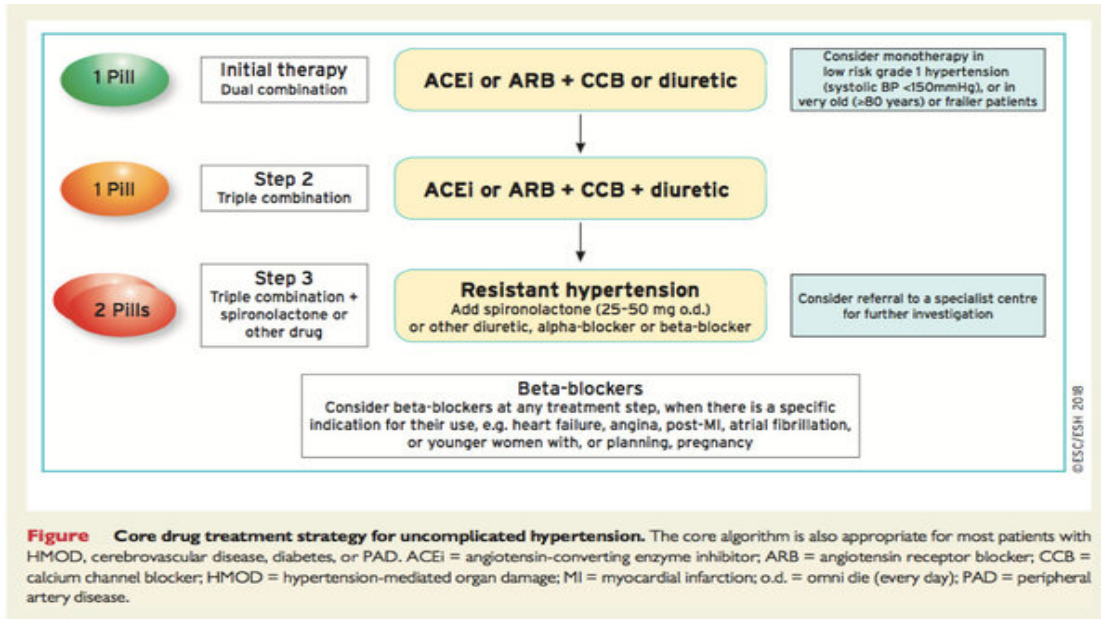 1 Pill
Initial therapy
Dual combination
ACEi or ARB + CCB or diuretic
Consider monotherapy in
low risk grade 1 hypertension
(systolic BP <150mmHg), or in
very old (≥80 years) or frailer patients
1 Pill
Step 2
Triple combination
ACEi or ARB + CCB + diuretic
2 Pills
Step 3
Triple combination +
spironolactone or
other drug
Resistant hypertension
Add spironolactone (25-50 mg o.d.)
or other diuretic, alpha-blocker or beta-blocker
Consider referral to a specialist centre
for further investigation
Beta-blockers
Consider beta-blockers at any treatment step, when there is a specific
indication for their use, e.g. heart failure, angina, post-MI, atrial fibrillation,
or younger women with, or planning, pregnancy
©ESC/ESH 2018
Figure Core drug treatment strategy for uncomplicated hypertension. The core algorithm is also appropriate for most patients with
HMOD, cerebrovascular disease, diabetes, or PAD. ACEi = angiotensin-converting enzyme inhibitor; ARB = angiotensin receptor blocker; CCB =
calcium channel blocker; HMOD = hypertension-mediated organ damage; MI = myocardial infarction; o.d. = omni die (every day); PAD = peripheral
artery disease.